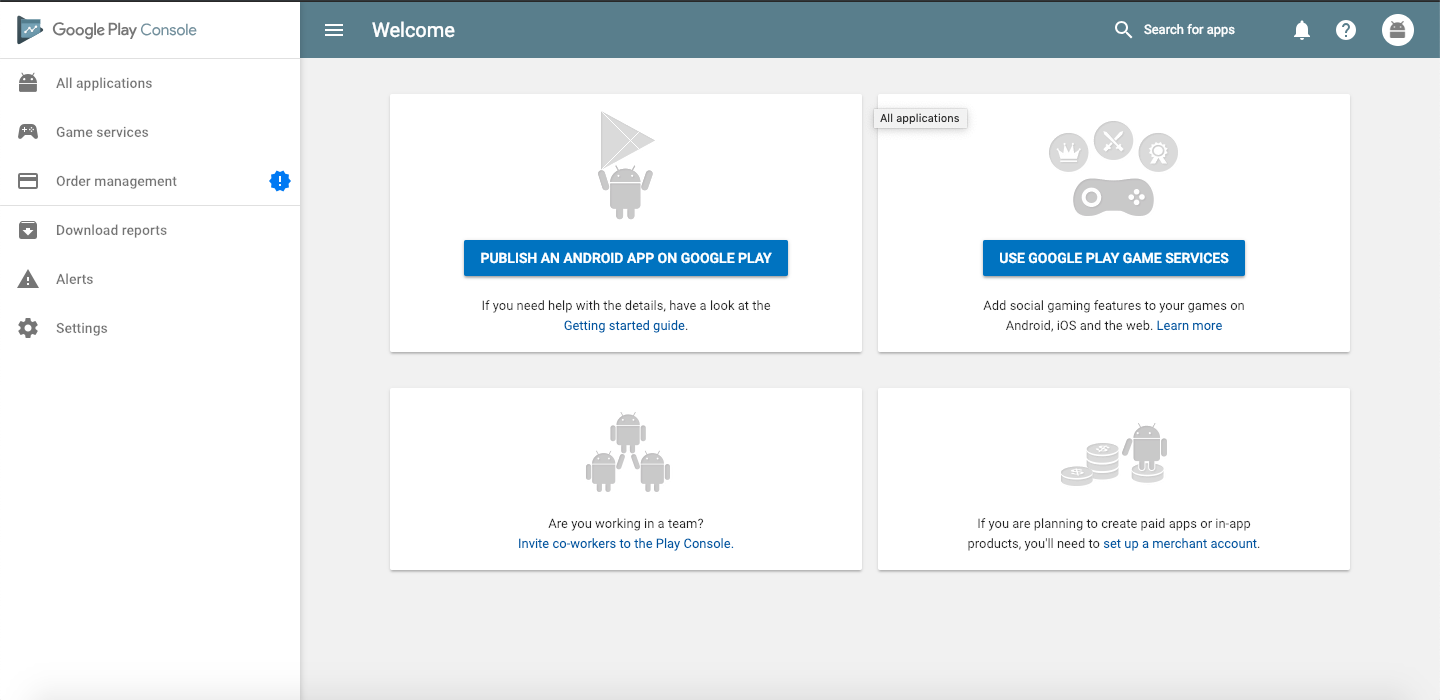 Google Play Console
Welcome
Search for apps
All applications
Game services
Order management
Download reports
Alerts
Settings
All applications
PUBLISH AN ANDROID APP ON GOOGLE PLAY
If you need help with the details, have a look at the
Getting started guide.
USE GOOGLE PLAY GAME SERVICES
Add social gaming features to your games on
Android, iOS and the web. Learn more
Are you working in a team?
Invite co-workers to the Play Console.
If you are planning to create paid apps or in-app
products, you'll need to set up a merchant account.